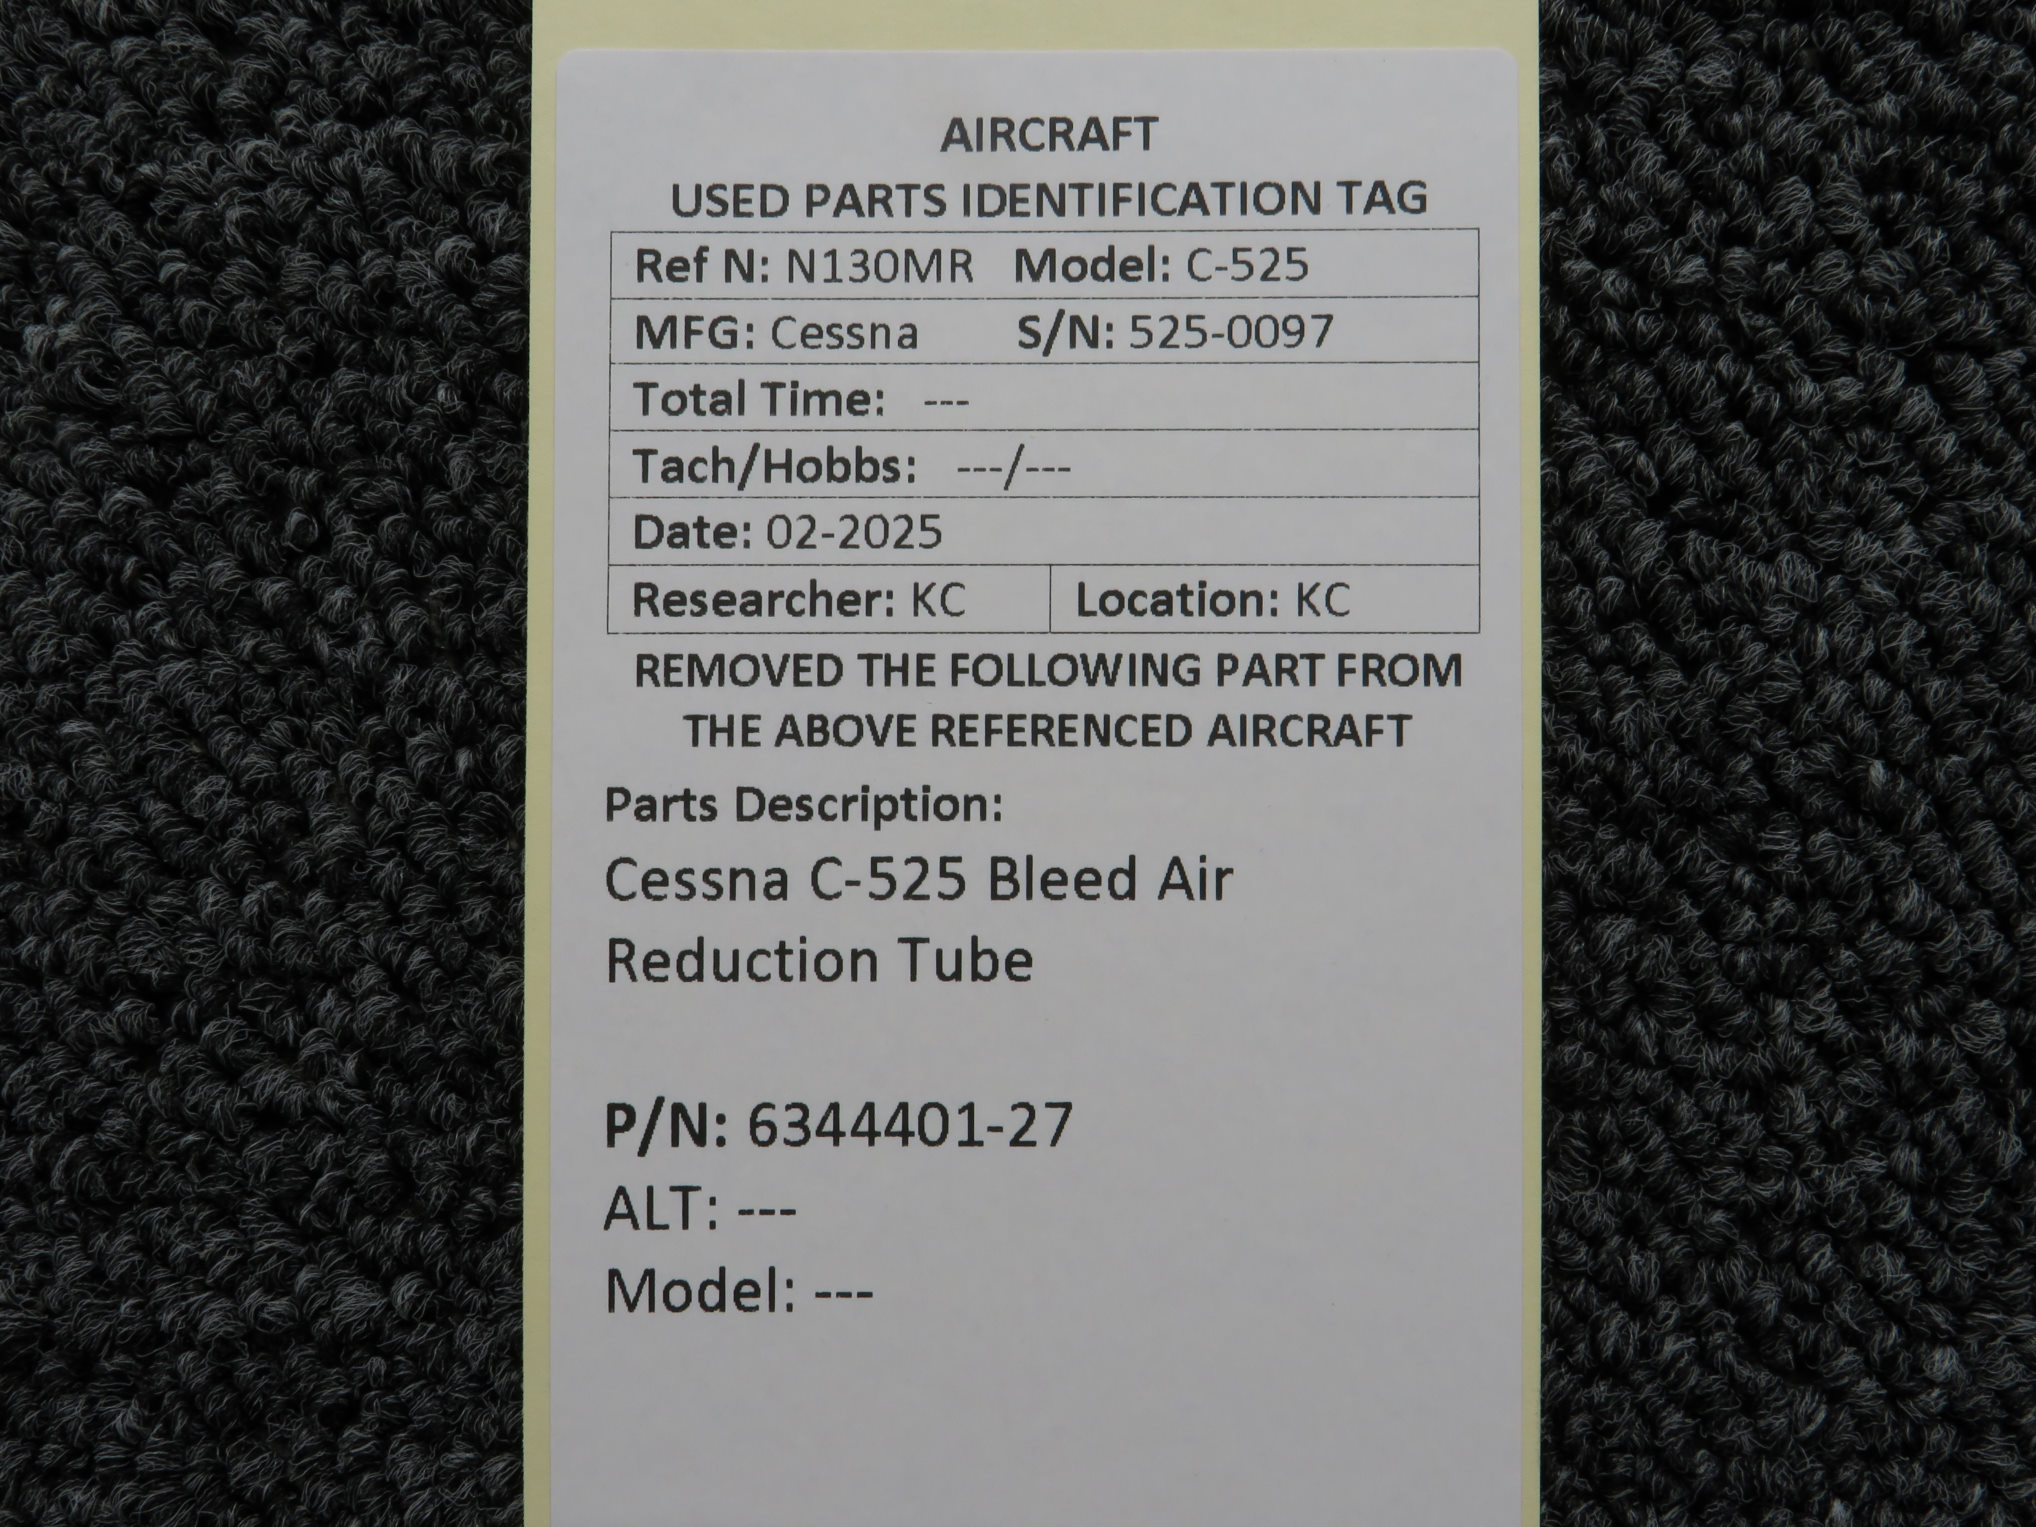 AIRCRAFT
USED PARTS IDENTIFICATION TAG
Ref N: N130MR Model: C-525
MFG: Cessna S/N: 525-0097
Total Time: ---
Tach/Hobbs: ---/---
Date: 02-2025
Researcher: KC Location: KC
REMOVED THE FOLLOWING PART FROM
THE ABOVE REFERENCED AIRCRAFT
Parts Description:
Cessna C-525 Bleed Air
Reduction Tube
P/N: 6344401-27
ALT: ---
Model: ---